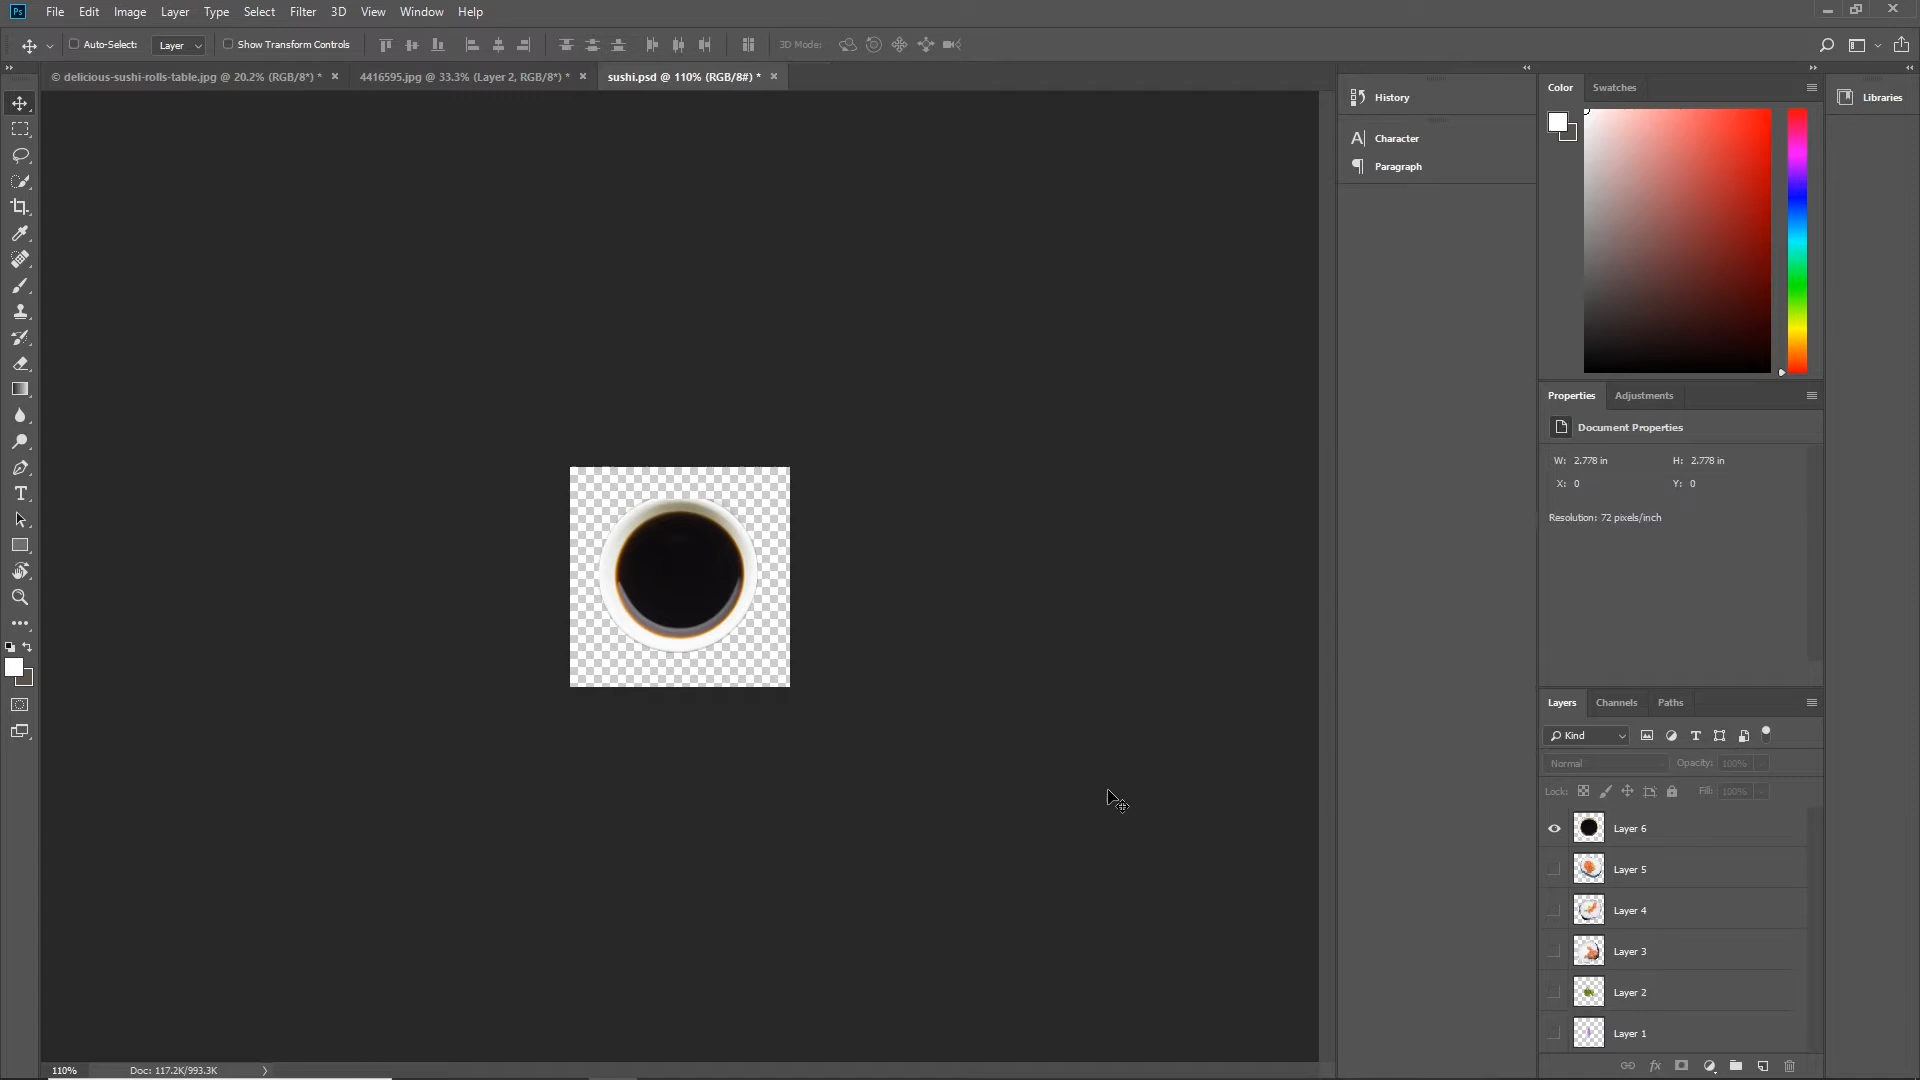 Ps File Edit Image Layer Type Select Filter 3D View Window Help
Auto-Select: Layer Show Transform Controls 3D Mode:
© delicious-sushi-rolls-table.jpg @ 20.2% (RGB/8*) * × 4416595.jpg @ 33.3% (Layer 2, RGB/8*) * × sushi.psd @ 110% (RGB/8#) * ×
History
Character
Paragraph
Color Swatches
Libraries
Properties Adjustments
Document Properties
W: 2.778 in H: 2.778 in
X: 0 Y: 0
Resolution: 72 pixels/inch
Layers Channels Paths
Kind
Normal Opacity: 100%
Lock: Fill: 100%
Layer 6
Layer 5
Layer 4
Layer 3
Layer 2
Layer 1
fx
110% Doc: 117.2K/993.3K